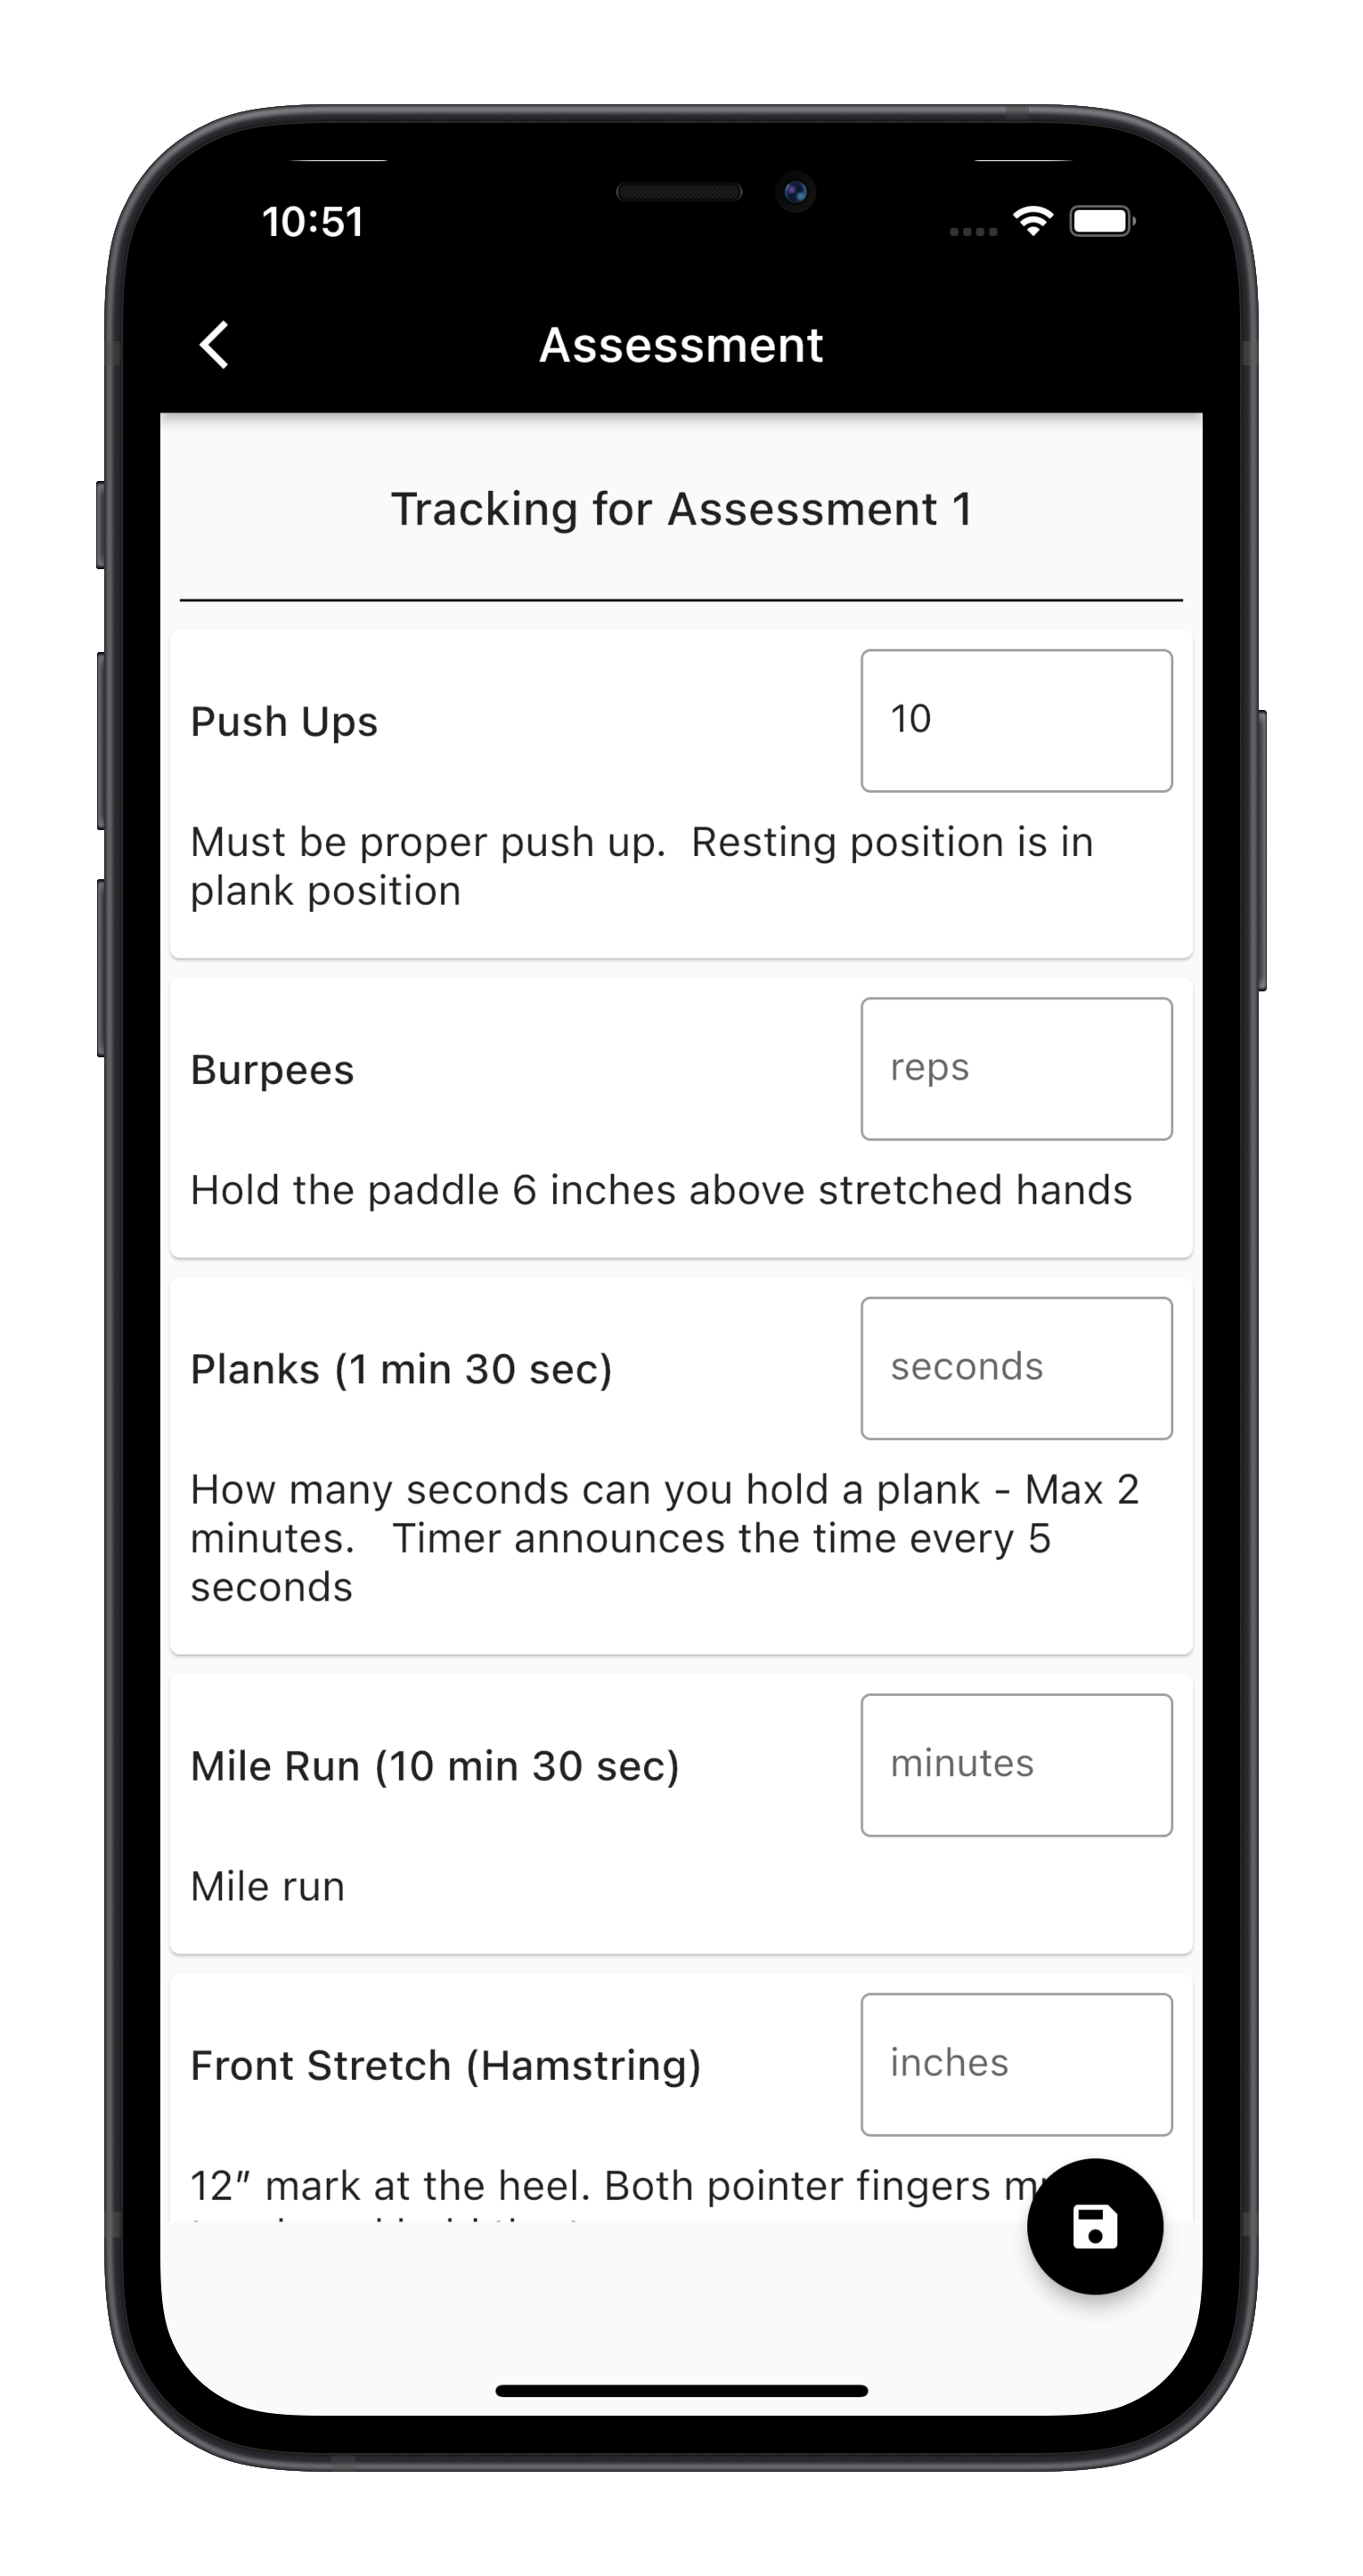 10:51
Assessment
Tracking for Assessment 1
Push Ups
10
Must be proper push up.  Resting position is in
plank position
Burpees
reps
Hold the paddle 6 inches above stretched hands
Planks (1 min 30 sec)
seconds
How many seconds can you hold a plank - Max 2
minutes.   Timer announces the time every 5
seconds
Mile Run (10 min 30 sec)
minutes
Mile run
Front Stretch (Hamstring)
inches
12” mark at the heel. Both pointer fingers